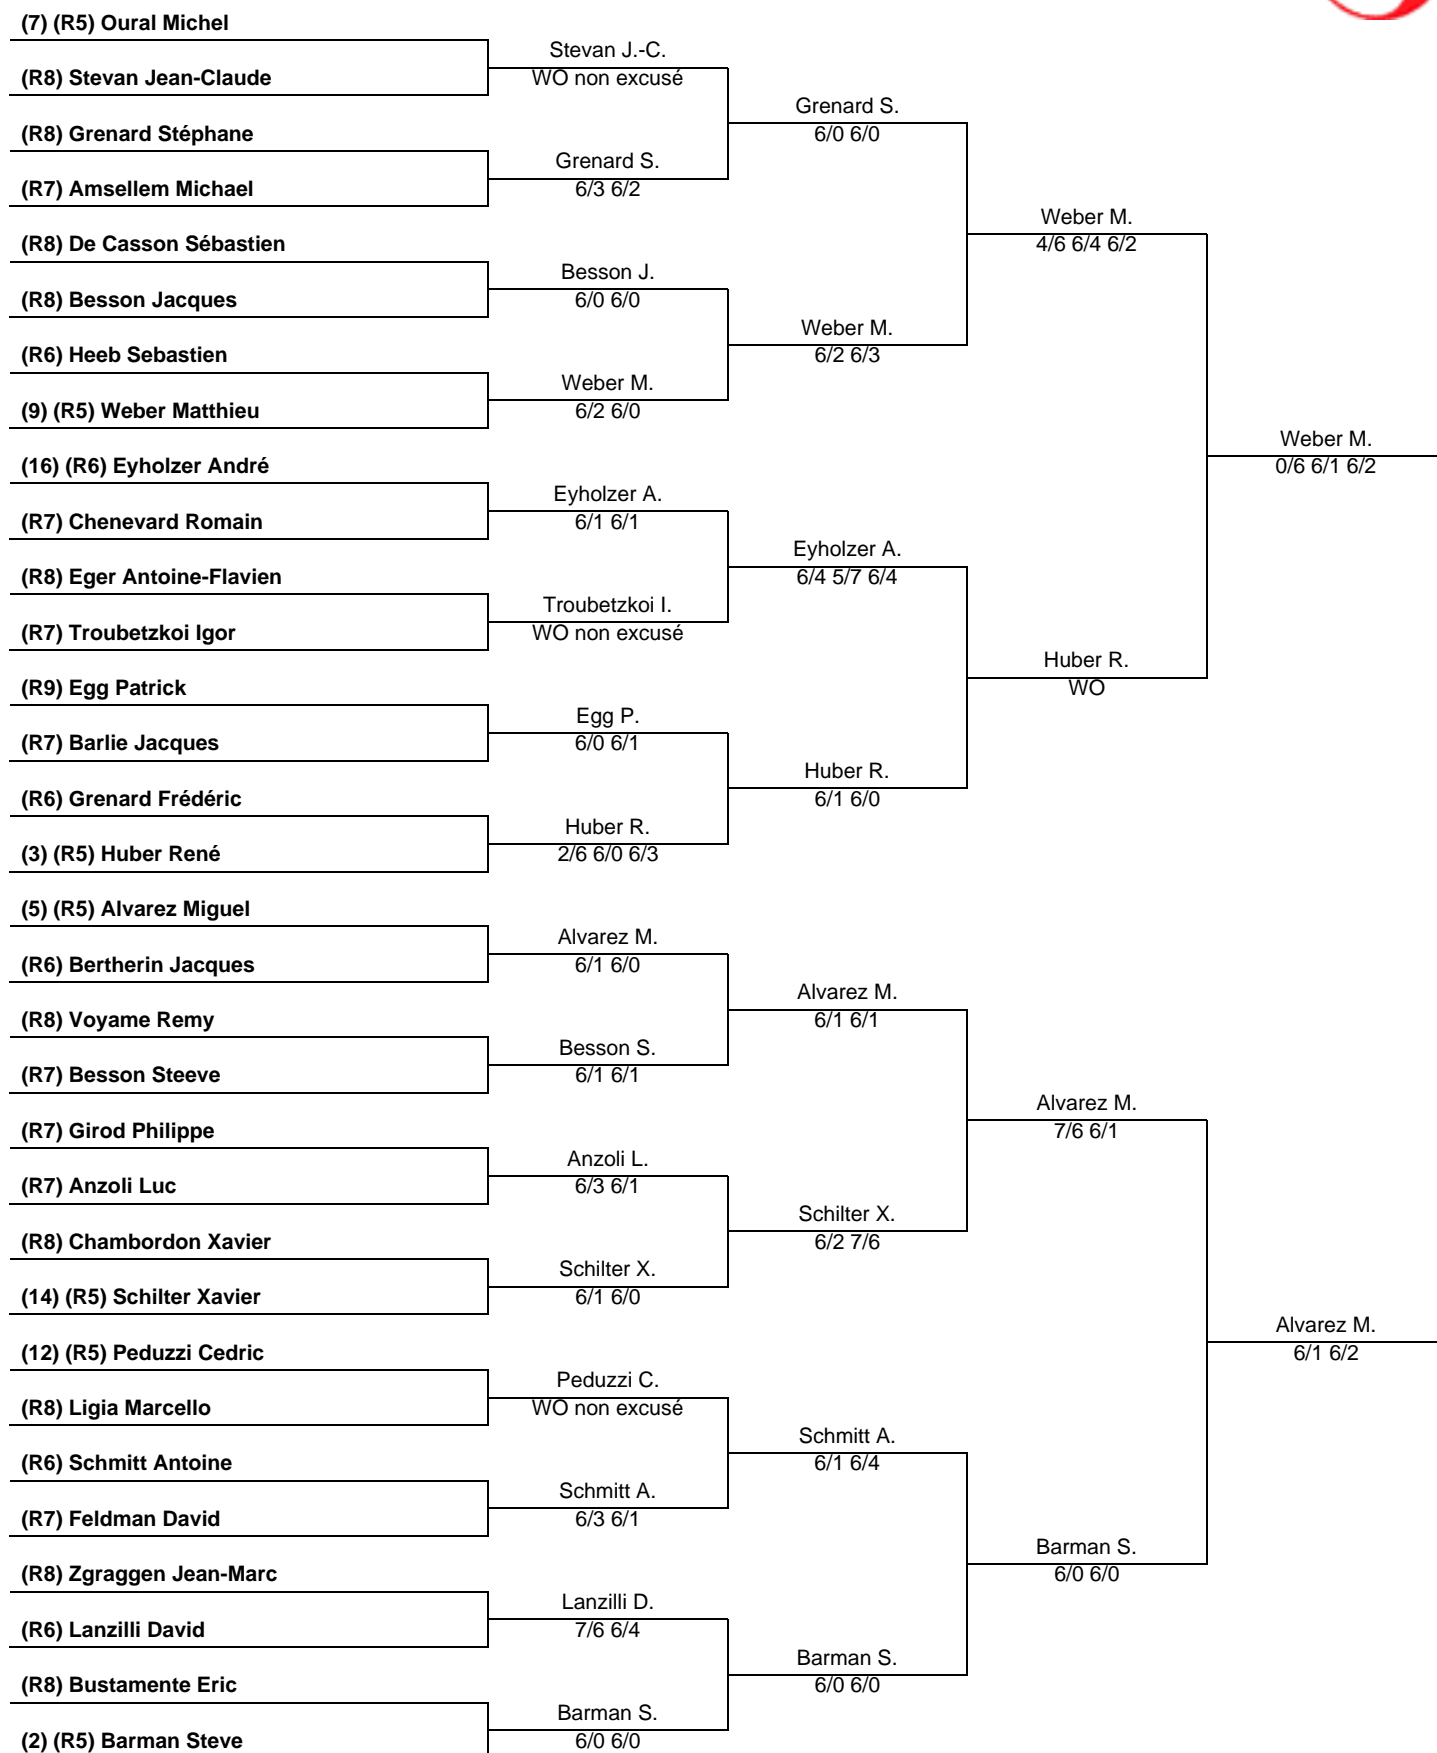 (7) (R5) Oural Michel
Stevan J.-C.
(R8) Stevan Jean-Claude
WO non excusé
Grenard S.
(R8) Grenard Stéphane
6/0 6/0
Grenard S.
(R7) Amsellem Michael
6/3 6/2
Weber M.
(R8) De Casson Sébastien
4/6 6/4 6/2
Besson J.
(R8) Besson Jacques
6/0 6/0
Weber M.
(R6) Heeb Sebastien
6/2 6/3
Weber M.
(9) (R5) Weber Matthieu
6/2 6/0
Weber M.
(16) (R6) Eyholzer André
0/6 6/1 6/2
Eyholzer A.
(R7) Chenevard Romain
6/1 6/1
Eyholzer A.
(R8) Eger Antoine-Flavien
6/4 5/7 6/4
Troubetzkoi I.
(R7) Troubetzkoi Igor
WO non excusé
Huber R.
(R9) Egg Patrick
WO
Egg P.
(R7) Barlie Jacques
6/0 6/1
Huber R.
(R6) Grenard Frédéric
6/1 6/0
Huber R.
(3) (R5) Huber René
2/6 6/0 6/3
(5) (R5) Alvarez Miguel
Alvarez M.
(R6) Bertherin Jacques
6/1 6/0
Alvarez M.
(R8) Voyame Remy
6/1 6/1
Besson S.
(R7) Besson Steeve
6/1 6/1
Alvarez M.
(R7) Girod Philippe
7/6 6/1
Anzoli L.
(R7) Anzoli Luc
6/3 6/1
Schilter X.
(R8) Chambordon Xavier
6/2 7/6
Schilter X.
(14) (R5) Schilter Xavier
6/1 6/0
Alvarez M.
(12) (R5) Peduzzi Cedric
6/1 6/2
Peduzzi C.
(R8) Ligia Marcello
WO non excusé
Schmitt A.
(R6) Schmitt Antoine
6/1 6/4
Schmitt A.
(R7) Feldman David
6/3 6/1
Barman S.
(R8) Zgraggen Jean-Marc
6/0 6/0
Lanzilli D.
(R6) Lanzilli David
7/6 6/4
Barman S.
(R8) Bustamente Eric
6/0 6/0
Barman S.
(2) (R5) Barman Steve
6/0 6/0